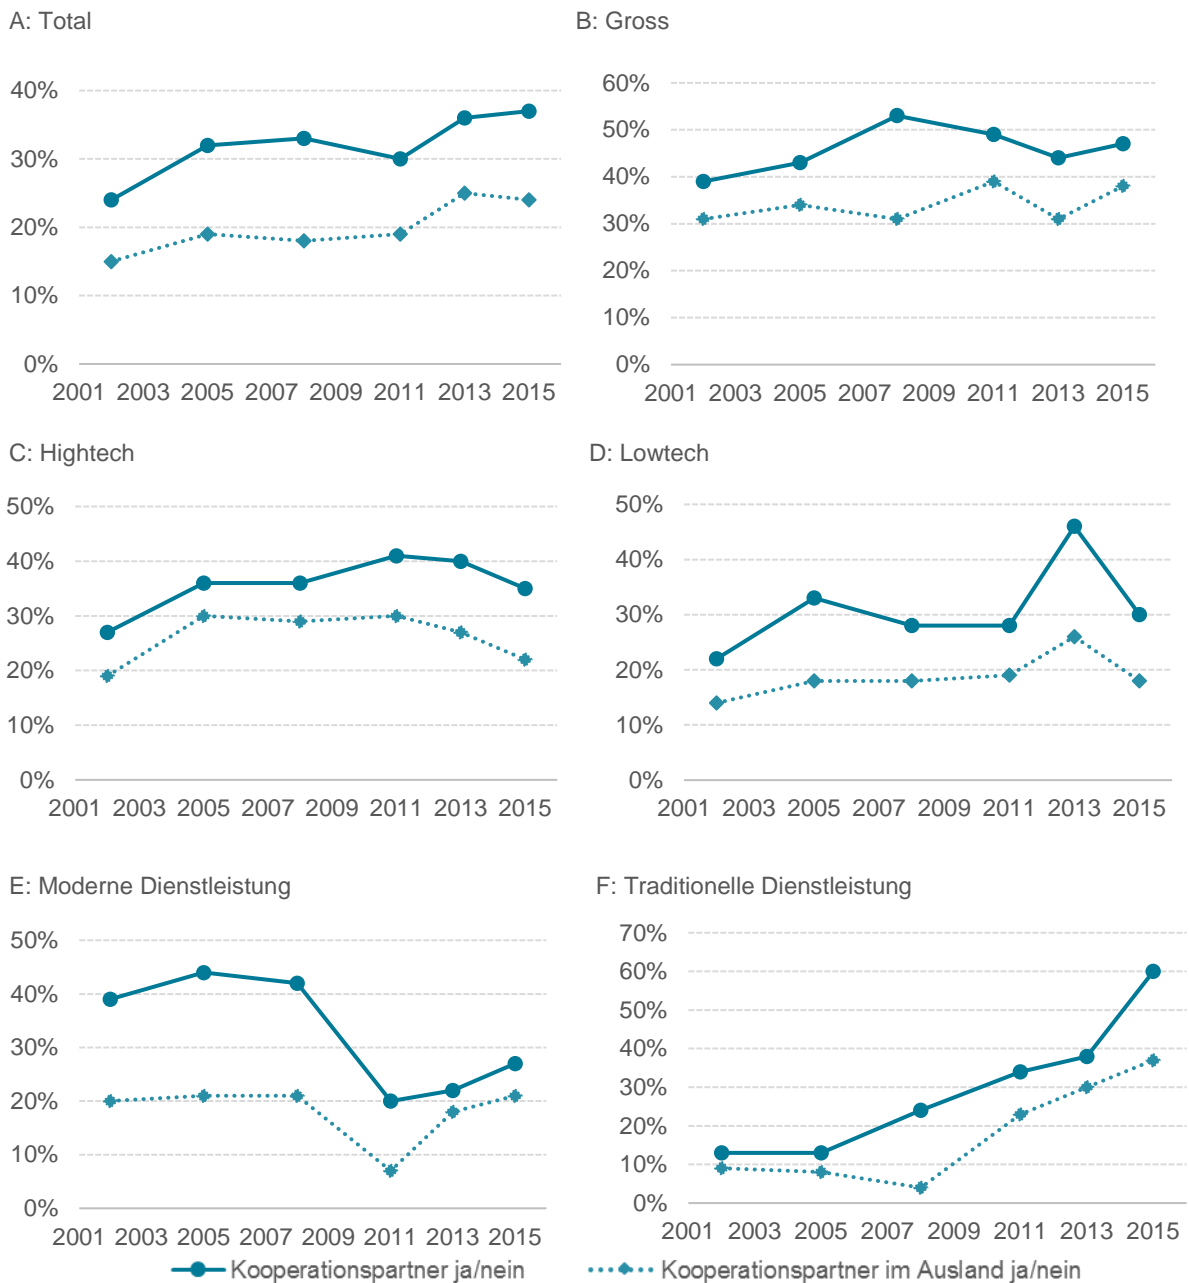 A: Total
B: Gross
40%
30%
20%
10%
0%
2001 2003 2005 2007 2009 2011 2013 2015
60%
50%
40%
30%
20%
10%
0%
2001 2003 2005 2007 2009 2011 2013 2015
C: Hightech
D: Lowtech
50%
40%
30%
20%
10%
0%
2001 2003 2005 2007 2009 2011 2013 2015
50%
40%
30%
20%
10%
0%
2001 2003 2005 2007 2009 2011 2013 2015
E: Moderne Dienstleistung
F: Traditionelle Dienstleistung
50%
40%
30%
20%
10%
0%
2001 2003 2005 2007 2009 2011 2013 2015
70%
60%
50%
40%
30%
20%
10%
0%
2001 2003 2005 2007 2009 2011 2013 2015
Kooperationspartner ja/nein
Kooperationspartner im Ausland ja/nein